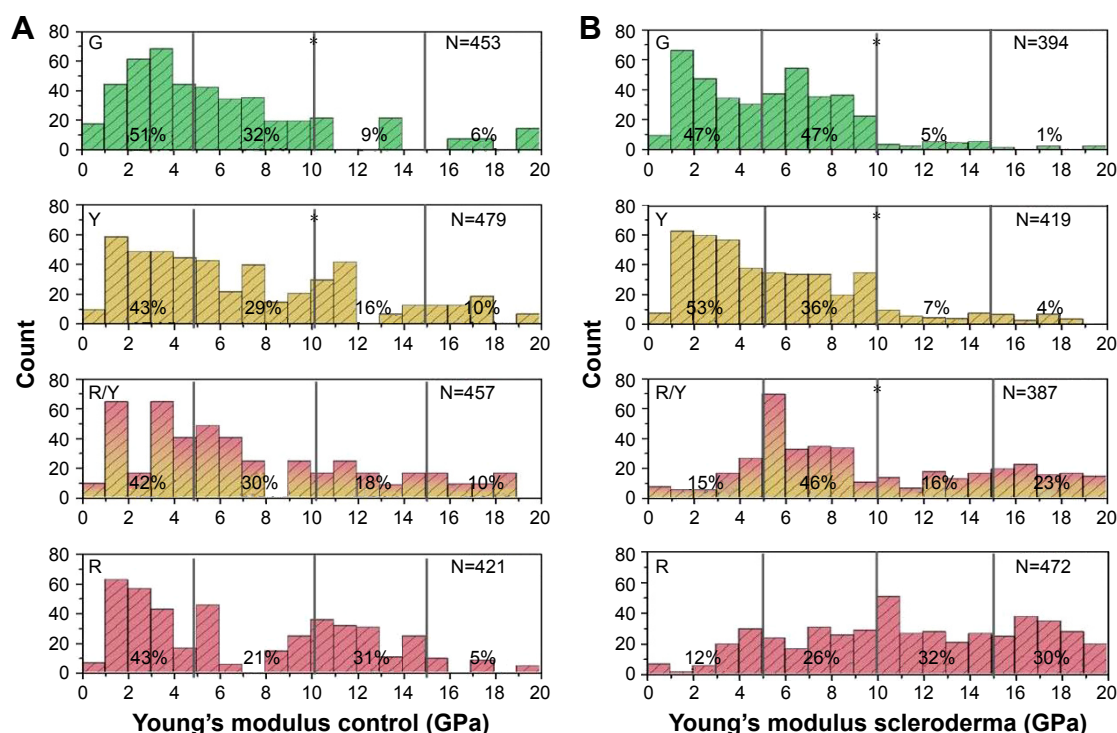 A
Count
80
60
40
20
0
G
*
N=453
51%
32%
9%
6%
0 2 4 6 8 10 12 14 16 18 20
80
60
40
20
0
Y
*
N=479
43%
29%
16%
10%
0 2 4 6 8 10 12 14 16 18 20
80
60
40
20
0
R/Y
N=457
42%
30%
18%
10%
0 2 4 6 8 10 12 14 16 18 20
80
60
40
20
0
R
N=421
43%
21%
31%
5%
0 2 4 6 8 10 12 14 16 18 20
Young's modulus control (GPa)
B
Count
80
60
40
20
0
G
*
N=394
47%
47%
5%
1%
0 2 4 6 8 10 12 14 16 18 20
80
60
40
20
0
Y
*
N=419
53%
36%
7%
4%
0 2 4 6 8 10 12 14 16 18 20
80
60
40
20
0
R/Y
*
N=387
15%
46%
16%
23%
0 2 4 6 8 10 12 14 16 18 20
80
60
40
20
0
R
N=472
12%
26%
32%
30%
0 2 4 6 8 10 12 14 16 18 20
Young's modulus scleroderma (GPa)